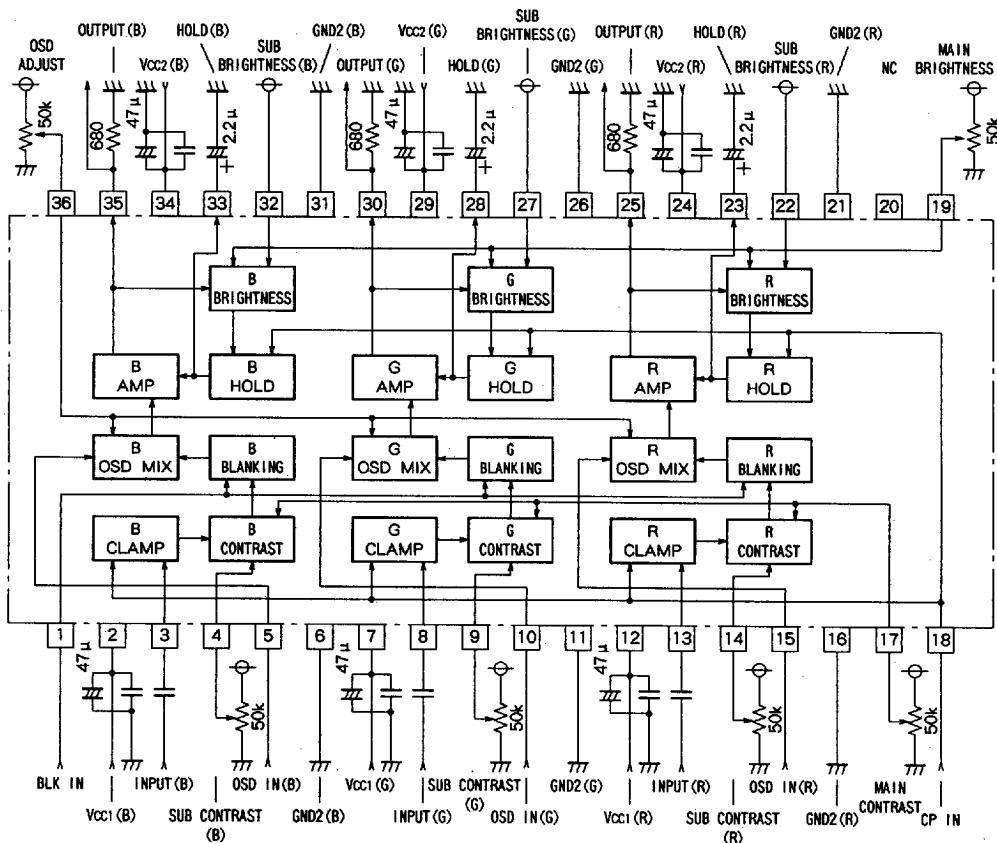 OSD ADJUST
50k
OUTPUT(B)
680
VCC2(B)
47μ
HOLD(B)
2.2μ
+
SUB BRIGHTNESS(B)
GND2(B)
OUTPUT(G)
680
VCC2(G)
47μ
HOLD(G)
2.2μ
+
SUB BRIGHTNESS(G)
GND2(G)
OUTPUT(R)
680
VCC2(R)
47μ
HOLD(R)
2.2μ
+
SUB BRIGHTNESS(R)
GND2(R)
NC
MAIN BRIGHTNESS
50k
36 35 34 33 32 31 30 29 28 27 26 25 24 23 22 21 20 19
B BRIGHTNESS
G BRIGHTNESS
R BRIGHTNESS
B AMP
B HOLD
G AMP
G HOLD
R AMP
R HOLD
B OSD MIX
B BLANKING
G OSD MIX
G BLANKING
R OSD MIX
R BLANKING
B CLAMP
B CONTRAST
G CLAMP
G CONTRAST
R CLAMP
R CONTRAST
1 2 3 4 5 6 7 8 9 10 11 12 13 14 15 16 17 18
47μ
50k
47μ
50k
47μ
50k
50k
BLK IN
VCC1(B)
INPUT(B)
SUB CONTRAST (B)
OSD IN(B)
GND2(B)
VCC1(G)
INPUT(G)
SUB CONTRAST (G)
OSD IN(G)
GND2(G)
VCC1(R)
INPUT(R)
SUB CONTRAST (R)
OSD IN(R)
GND2(R)
MAIN CONTRAST
CP IN